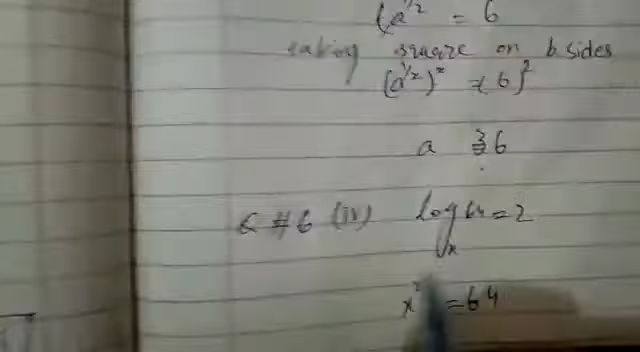 (a^1/2 = 6
taking square on b sides
(a^1/2)^2 = (6)^2
a = 36
Q #6 (iv) log_x 64 = 2
x^2 = 64